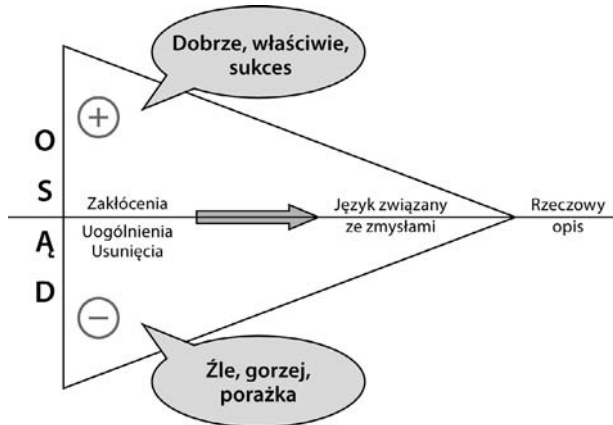 Dobrze, właściwie,
sukces
+
O
S
Ą
D
Zakłócenia
Uogólnienia
Usunięcia
Język związany
ze zmysłami
Rzeczowy
opis
−
Źle, gorzej,
porażka